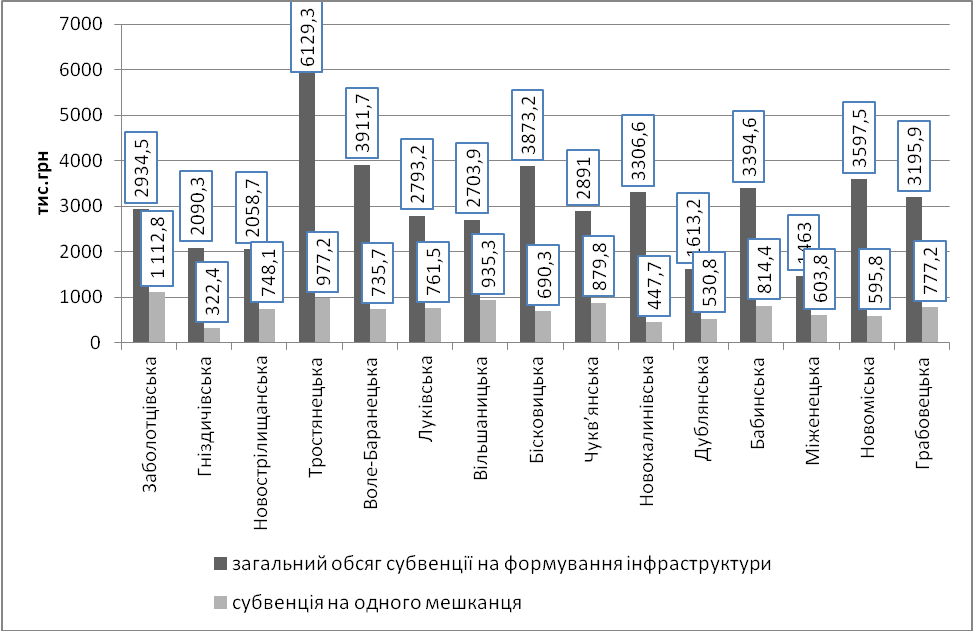 7000
6000
5000
4000
3000
2000
1000
0
тис.грн
2934,5
1 112,8
2090,3
322,4
2058,7
748,1
6129,3
977,2
3911,7
735,7
2793,2
761,5
2703,9
935,3
3873,2
690,3
2891
879,8
3306,6
447,7
1613,2
530,8
3394,6
814,4
1463
603,8
3597,5
595,8
3195,9
777,2
Заболотцівська
Гніздичівська
Новострілищанська
Тростянецька
Воле-Баранецька
Луківська
Вільшаницька
Бісковицька
Чукв’янська
Новокалинівська
Дублянська
Бабинська
Міженецька
Новоміська
Грабовецька
загальний обсяг субвенції на формування інфраструктури
субвенція на одного мешканця